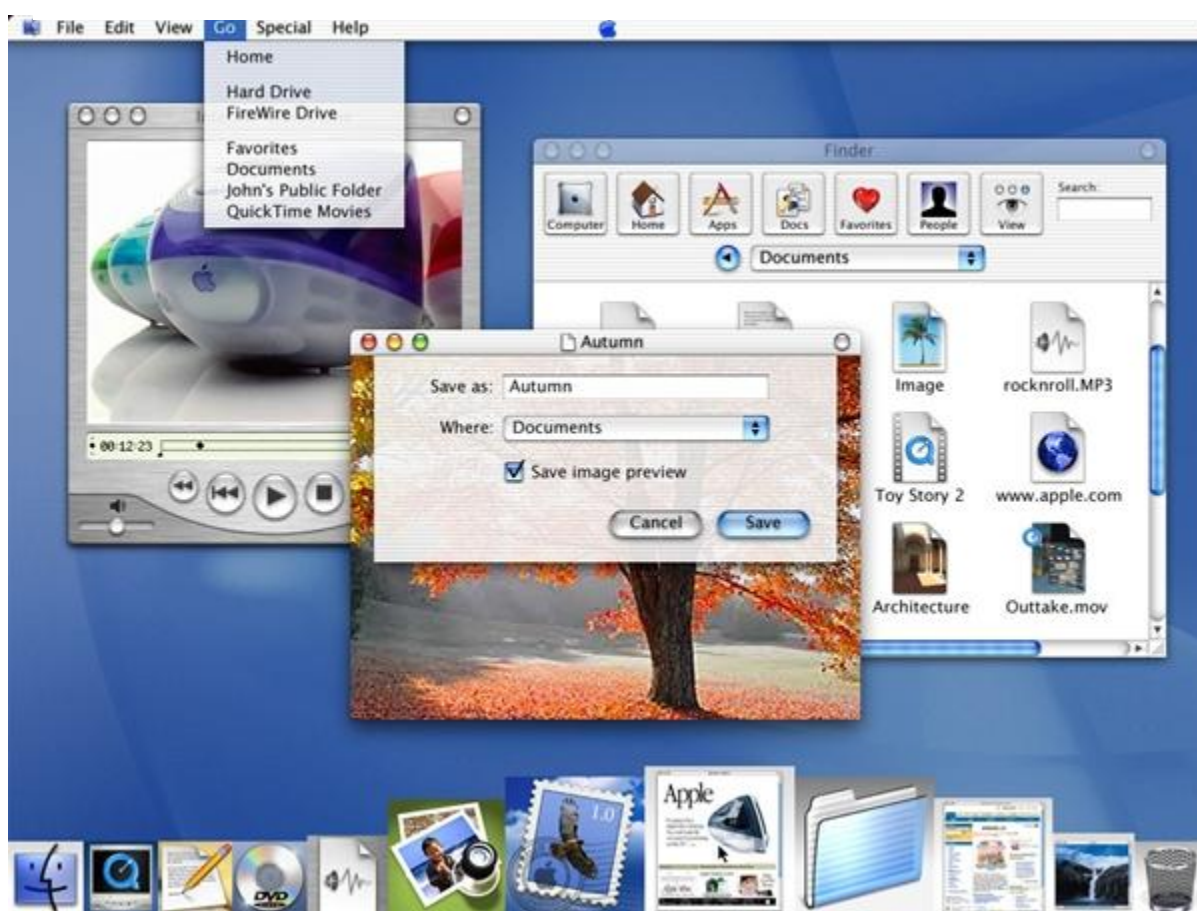 File Edit View Go Special Help
Home
Hard Drive
FireWire Drive
Favorites
Documents
John's Public Folder
QuickTime Movies
00:12:23
Finder
Computer
Home
Apps
Docs
Favorites
People
View
Search:
Documents
Image
rocknroll.MP3
Toy Story 2
www.apple.com
Architecture
Outtake.mov
Autumn
Save as: Autumn
Where: Documents
Save image preview
Cancel Save
DVD
1.0
Apple